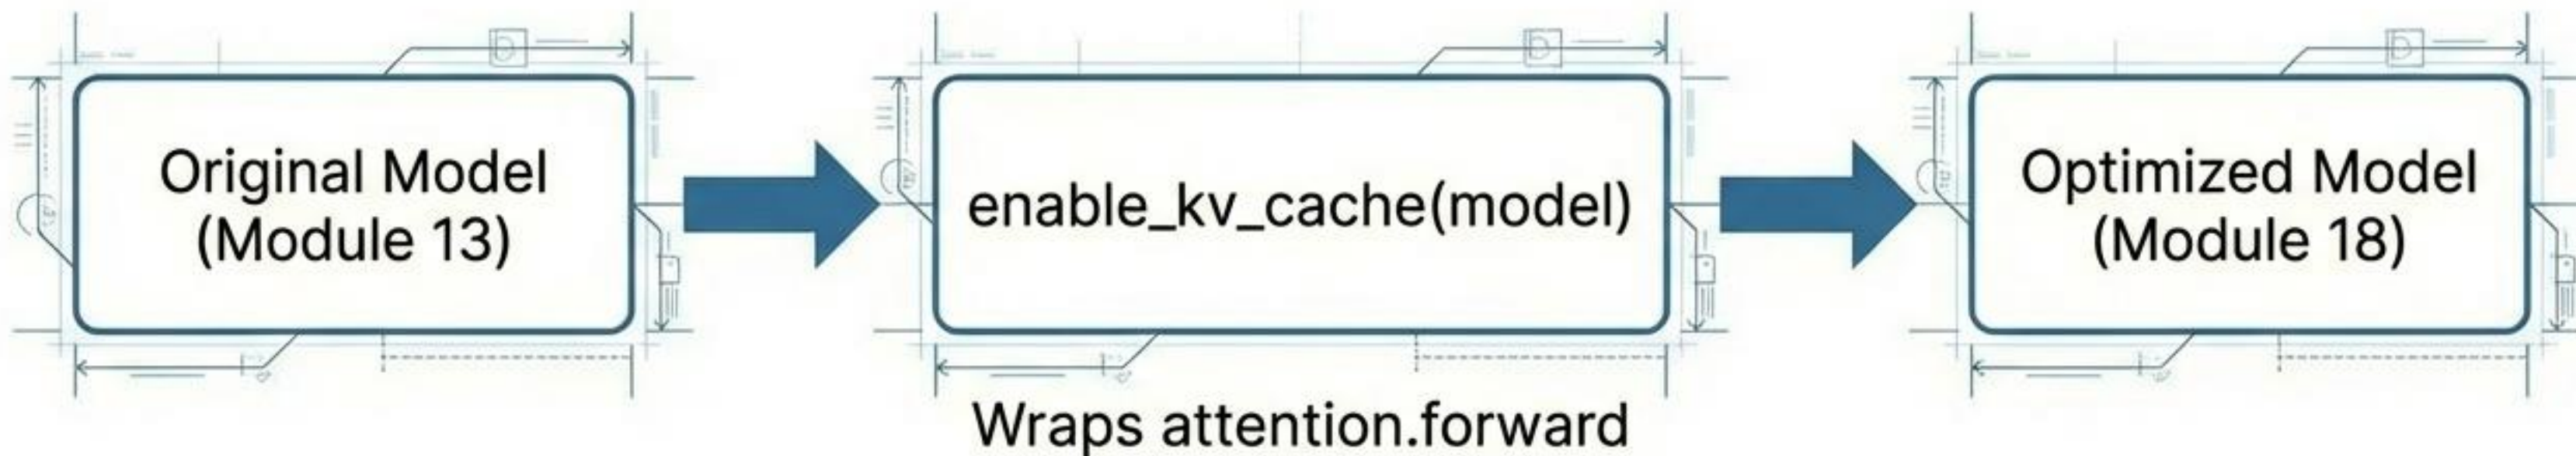 Original Model
(Module 13)
enable_kv_cache(model)
Wraps attention.forward
Optimized Model
(Module 18)